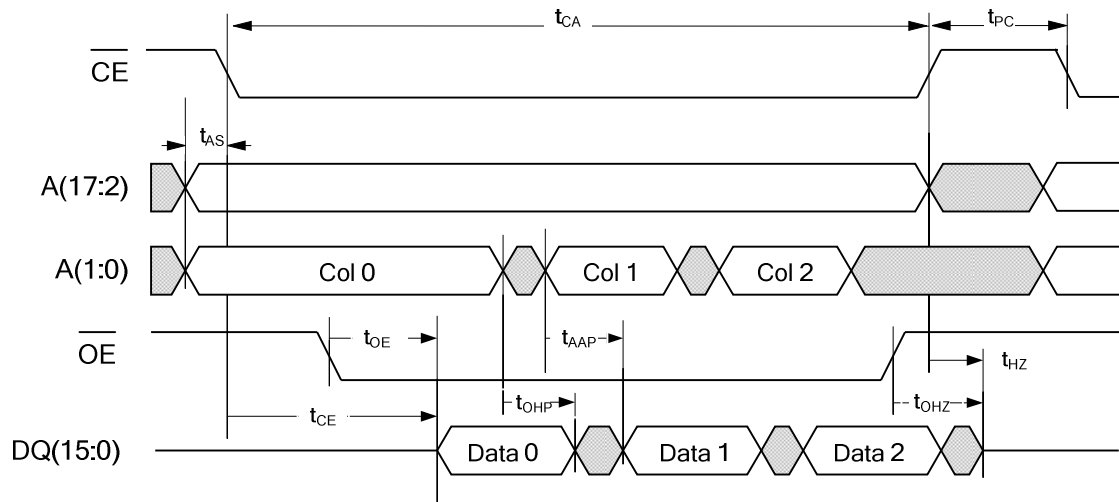 tCA
tPC
CE
tAS
A(17:2)
A(1:0)
Col 0
Col 1
Col 2
OE
tOE
tAAP
tHZ
tCE
tOHP
tOHZ
DQ(15:0)
Data 0
Data 1
Data 2